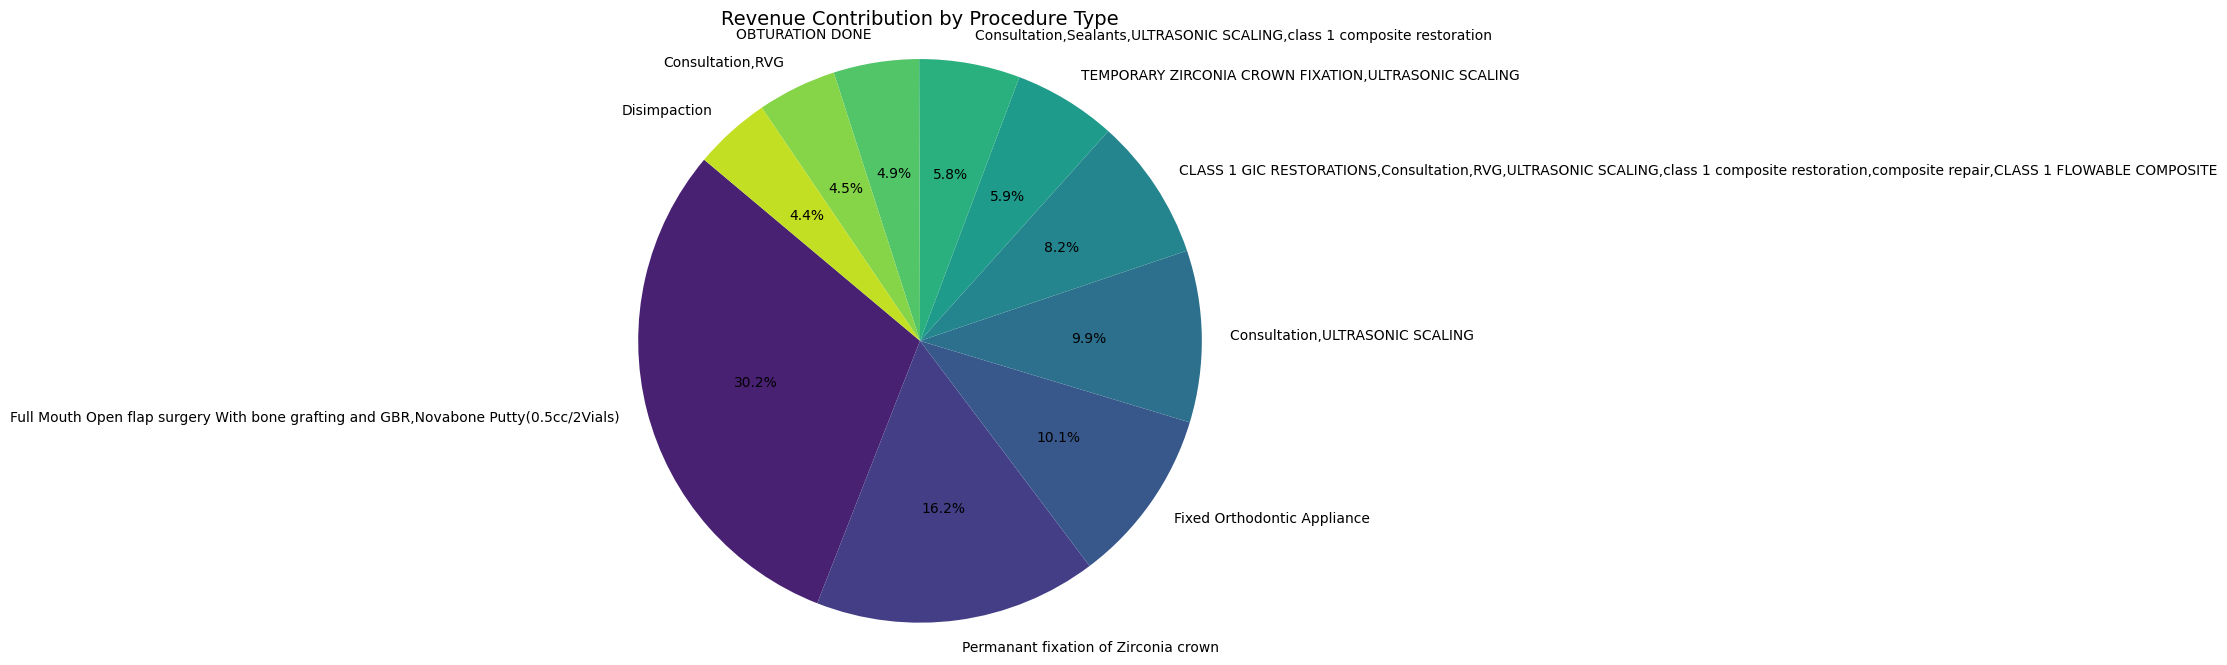 Revenue Contribution by Procedure Type
OBTURATION DONE
Consultation,Sealants,ULTRASONIC SCALING,class 1 composite restoration
Consultation,RVG
TEMPORARY ZIRCONIA CROWN FIXATION,ULTRASONIC SCALING
Disimpaction
CLASS 1 GIC RESTORATIONS,Consultation,RVG,ULTRASONIC SCALING,class 1 composite restoration,composite repair,CLASS 1 FLOWABLE COMPOSITE
4.9%
5.8%
4.5%
5.9%
4.4%
8.2%
9.9%
Consultation,ULTRASONIC SCALING
30.2%
Full Mouth Open flap surgery With bone grafting and GBR,Novabone Putty(0.5cc/2Vials)
10.1%
16.2%
Fixed Orthodontic Appliance
Permanant fixation of Zirconia crown